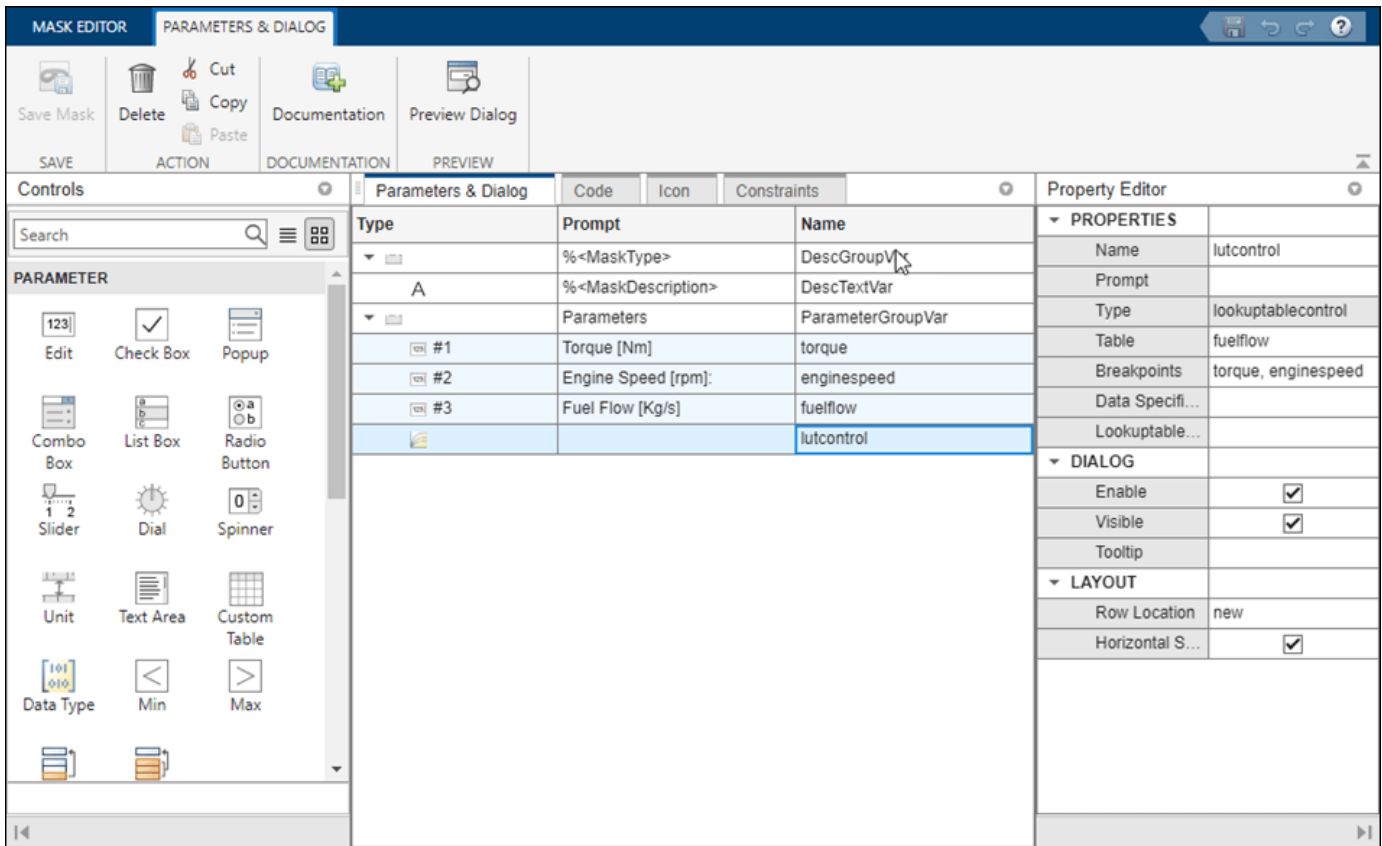 MASK EDITOR PARAMETERS & DIALOG
Save Mask
Delete
Cut
Copy
Paste
Documentation
Preview Dialog
SAVE ACTION DOCUMENTATION PREVIEW
Controls
Search
PARAMETER
123
Edit Check Box Popup
Combo Box
a
b
c
List Box
a
b
Radio Button
1 2
Slider Dial
0
Spinner
Unit Text Area Custom Table
101
010
Data Type
<
Min
>
Max
Parameters & Dialog Code Icon Constraints
Type Prompt Name
%<MaskType> DescGroupVar
A %<MaskDescription> DescTextVar
Parameters ParameterGroupVar
#1 Torque [Nm] torque
#2 Engine Speed [rpm]: enginespeed
#3 Fuel Flow [Kg/s] fuelflow
lutcontrol
Property Editor
PROPERTIES
Name lutcontrol
Prompt
Type lookuptablecontrol
Table fuelflow
Breakpoints torque, enginespeed
Data Specifi...
Lookuptable...
DIALOG
Enable
Visible
Tooltip
LAYOUT
Row Location new
Horizontal S...